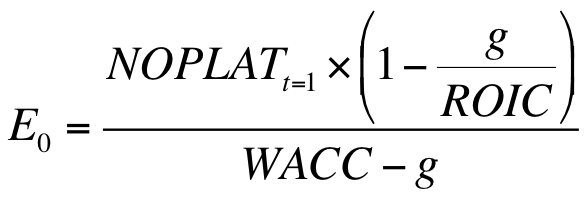 E₀ = NOPLATₜ₌₁ × (1 − g/ROIC) / WACC − g